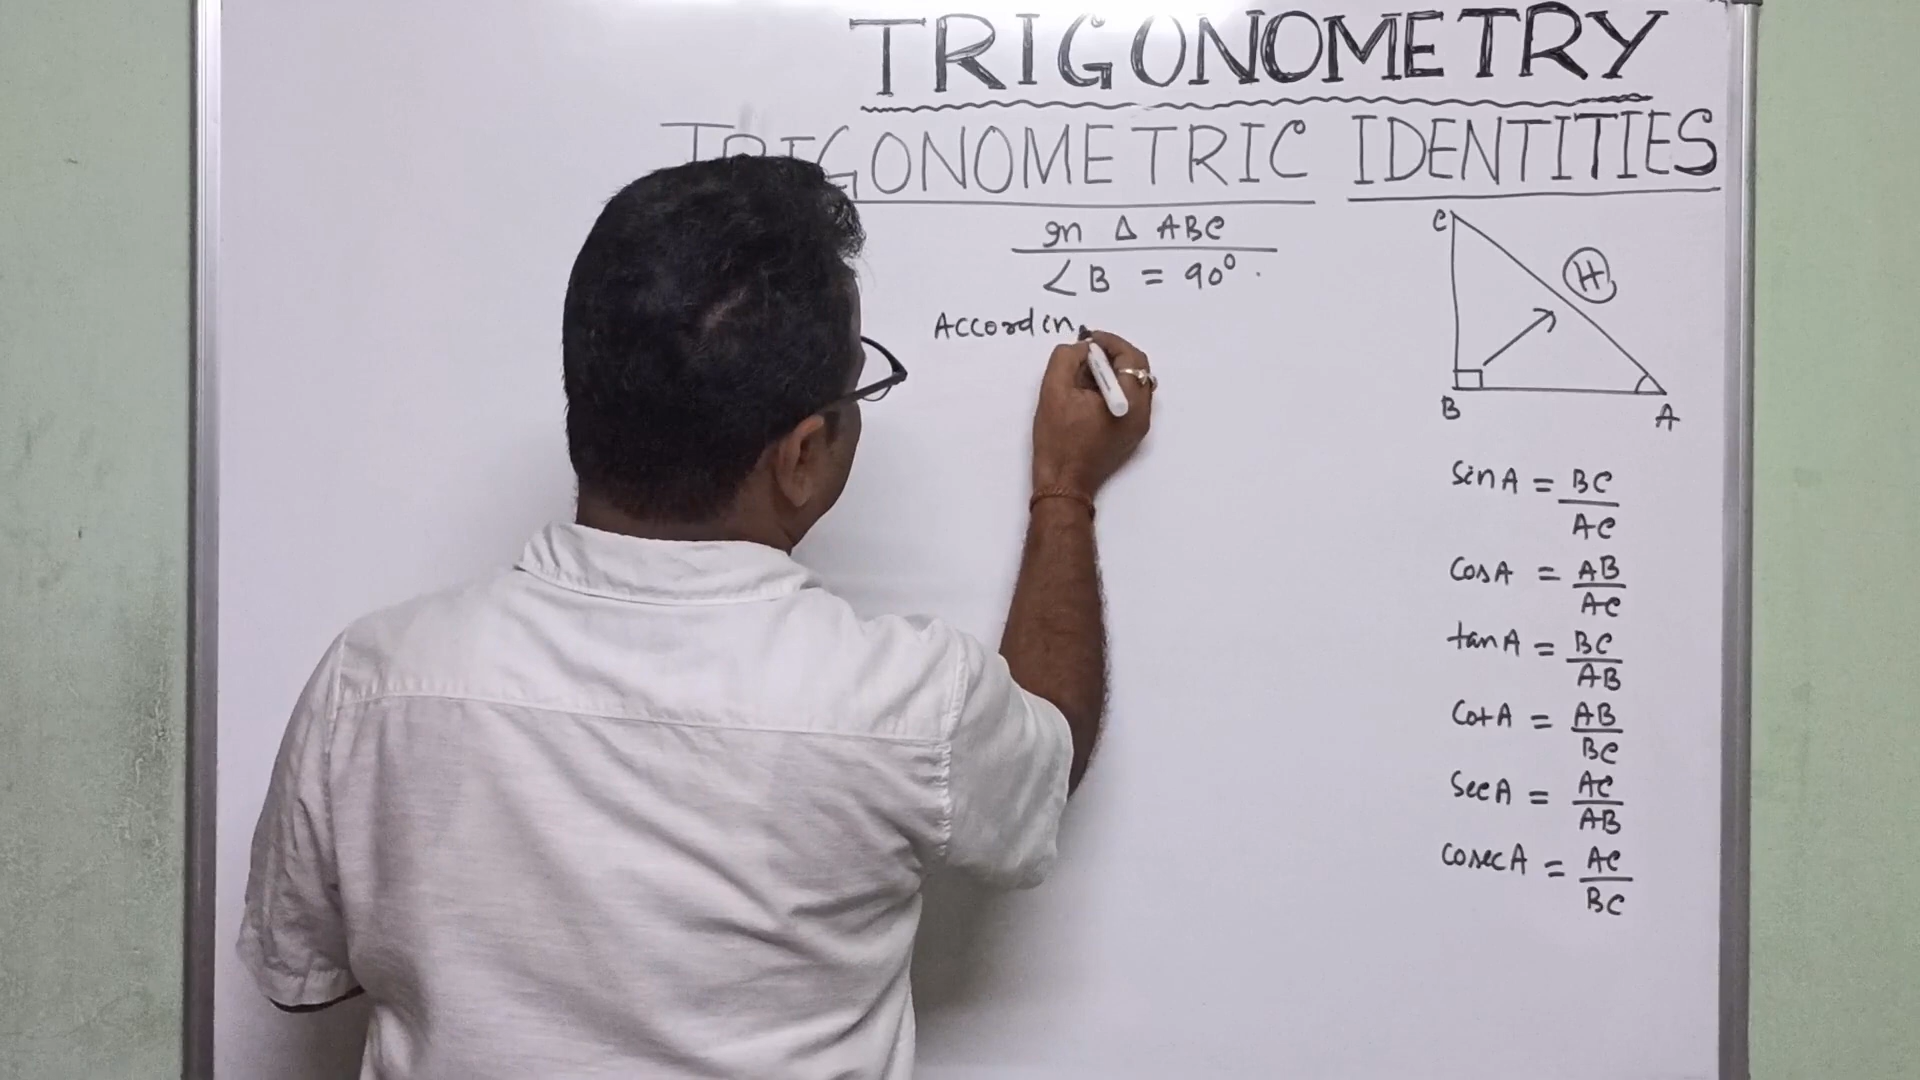 TRIGONOMETRY
TRIGONOMETRIC IDENTITIES
In Δ ABC
∠B = 90°.
Accordin
C
H
B
A
sinA = BC/AC
cosA = AB/AC
tanA = BC/AB
cotA = AB/BC
secA = AC/AB
cosecA = AC/BC